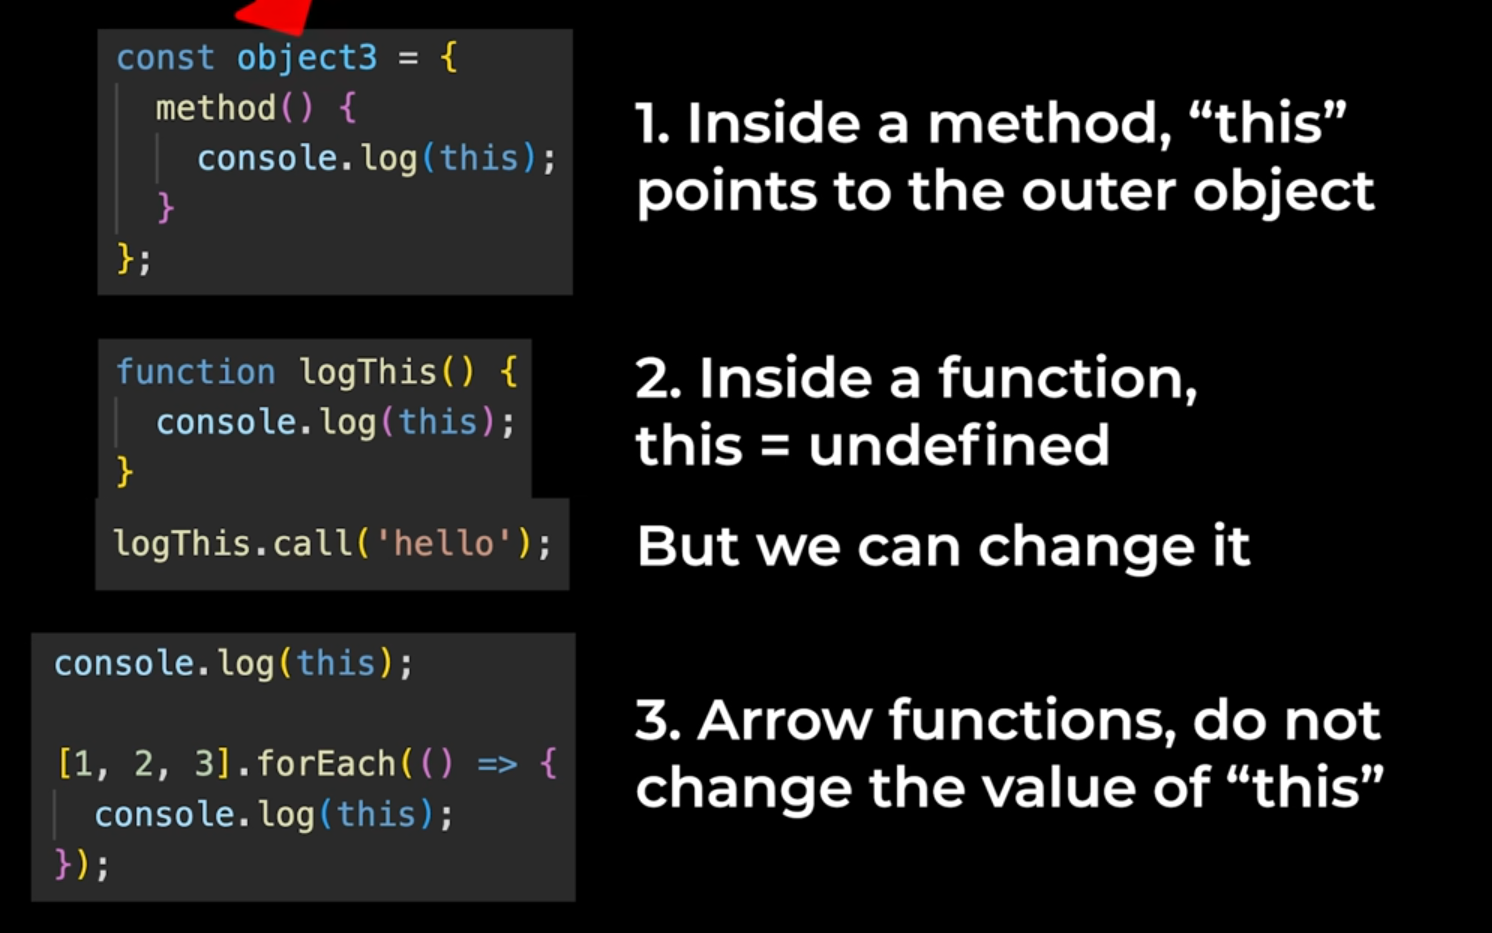 const object3 = {
method() {
console.log(this);
}
};
1. Inside a method, “this”
points to the outer object
function logThis() {
console.log(this);
}
2. Inside a function,
this = undefined
logThis.call('hello');
But we can change it
console.log(this);
[1, 2, 3].forEach(() => {
console.log(this);
});
3. Arrow functions, do not
change the value of “this”